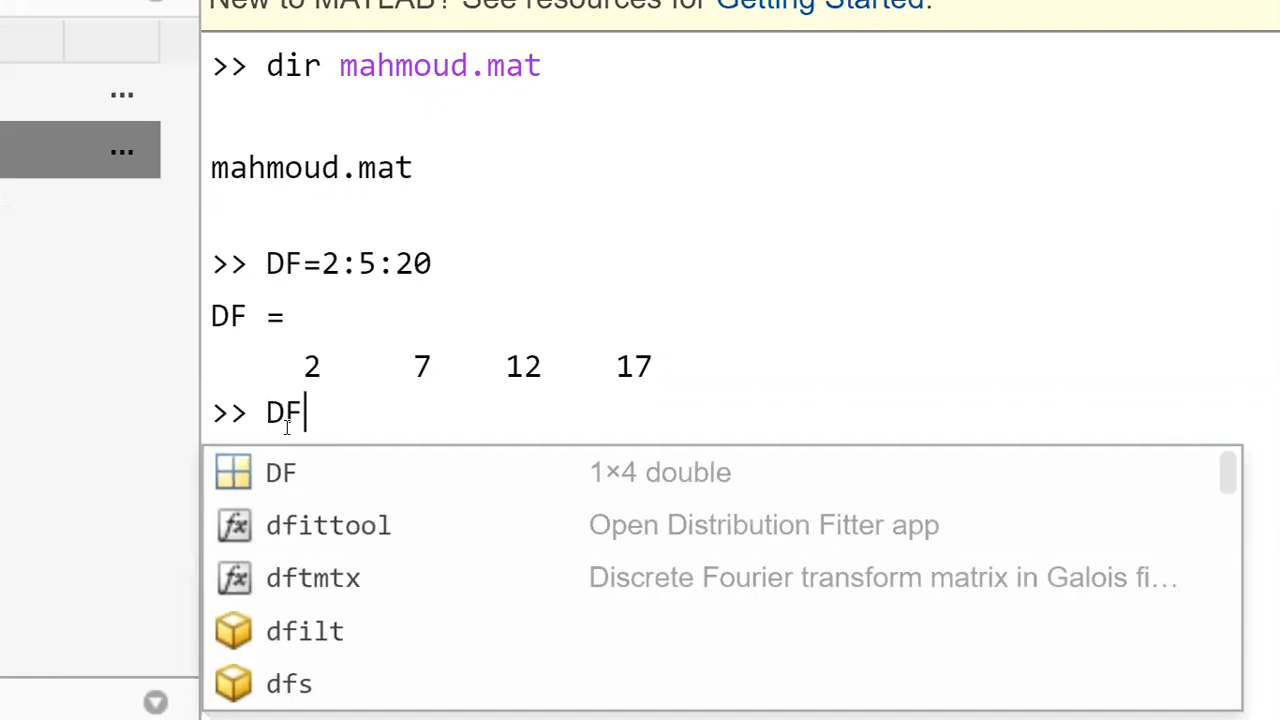 New to MATLAB? See resources for Getting Started.
>> dir mahmoud.mat
...
...
mahmoud.mat
>> DF=2:5:20
DF =
2 7 12 17
>> DF
DF 1×4 double
dfittool Open Distribution Fitter app
dftmtx Discrete Fourier transform matrix in Galois fi...
dfilt
dfs